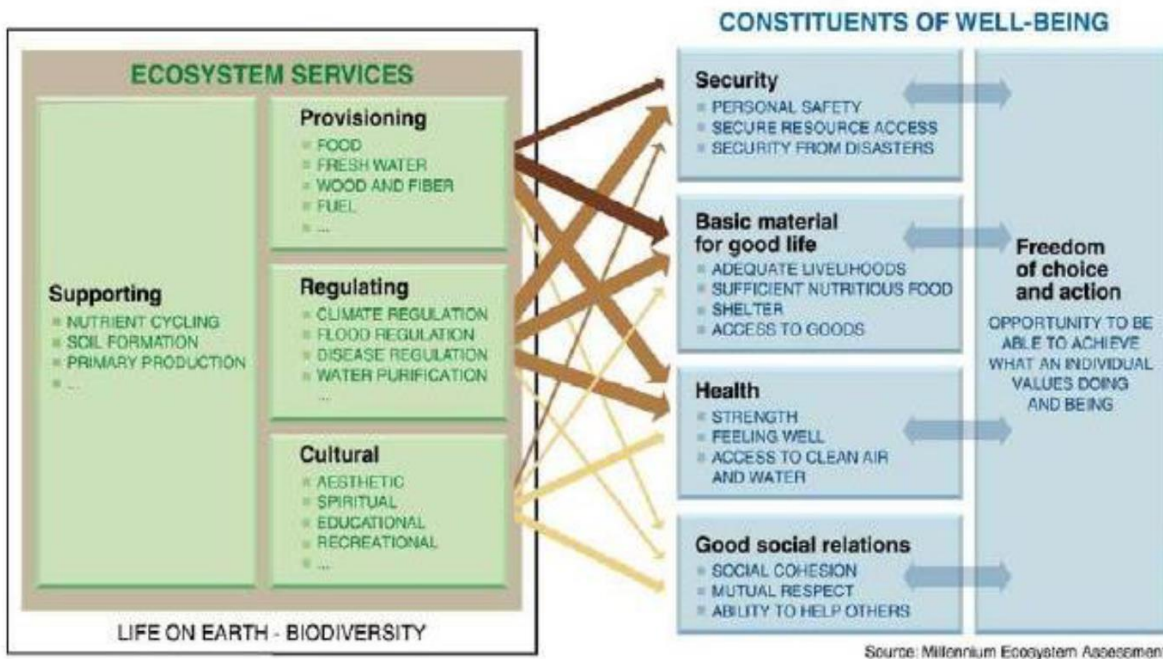 ECOSYSTEM SERVICES
Supporting
NUTRIENT CYCLING
SOIL FORMATION
PRIMARY PRODUCTION
...
Provisioning
FOOD
FRESH WATER
WOOD AND FIBER
FUEL
...
Regulating
CLIMATE REGULATION
FLOOD REGULATION
DISEASE REGULATION
WATER PURIFICATION
...
Cultural
AESTHETIC
SPIRITUAL
EDUCATIONAL
RECREATIONAL
...
LIFE ON EARTH - BIODIVERSITY
CONSTITUENTS OF WELL-BEING
Security
PERSONAL SAFETY
SECURE RESOURCE ACCESS
SECURITY FROM DISASTERS
Basic material
for good life
ADEQUATE LIVELIHOODS
SUFFICIENT NUTRITIOUS FOOD
SHELTER
ACCESS TO GOODS
Health
STRENGTH
FEELING WELL
ACCESS TO CLEAN AIR
AND WATER
Good social relations
SOCIAL COHESION
MUTUAL RESPECT
ABILITY TO HELP OTHERS
Freedom
of choice
and action
OPPORTUNITY TO BE
ABLE TO ACHIEVE
WHAT AN INDIVIDUAL
VALUES DOING
AND BEING
Source: Millennium Ecosystem Assessment